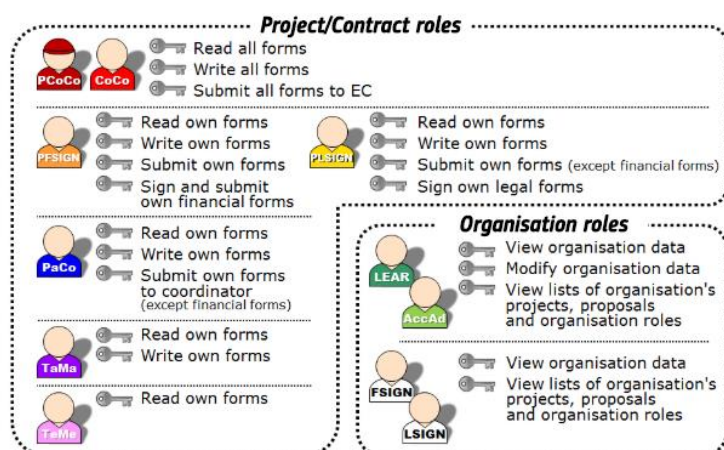 Project/Contract roles
PCoCo
CoCo
Read all forms
Write all forms
Submit all forms to EC
PFSIGN
Read own forms
Write own forms
Submit own forms
Sign and submit
own financial forms
PLSIGN
Read own forms
Write own forms
Submit own forms (except financial forms)
Sign own legal forms
PaCo
Read own forms
Write own forms
Submit own forms
to coordinator
(except financial forms)
TaMa
Read own forms
Write own forms
TeMe
Read own forms
Organisation roles
LEAR
AccAd
View organisation data
Modify organisation data
View lists of organisation's
projects, proposals
and organisation roles
FSIGN
LSIGN
View organisation data
View lists of organisation's
projects, proposals
and organisation roles